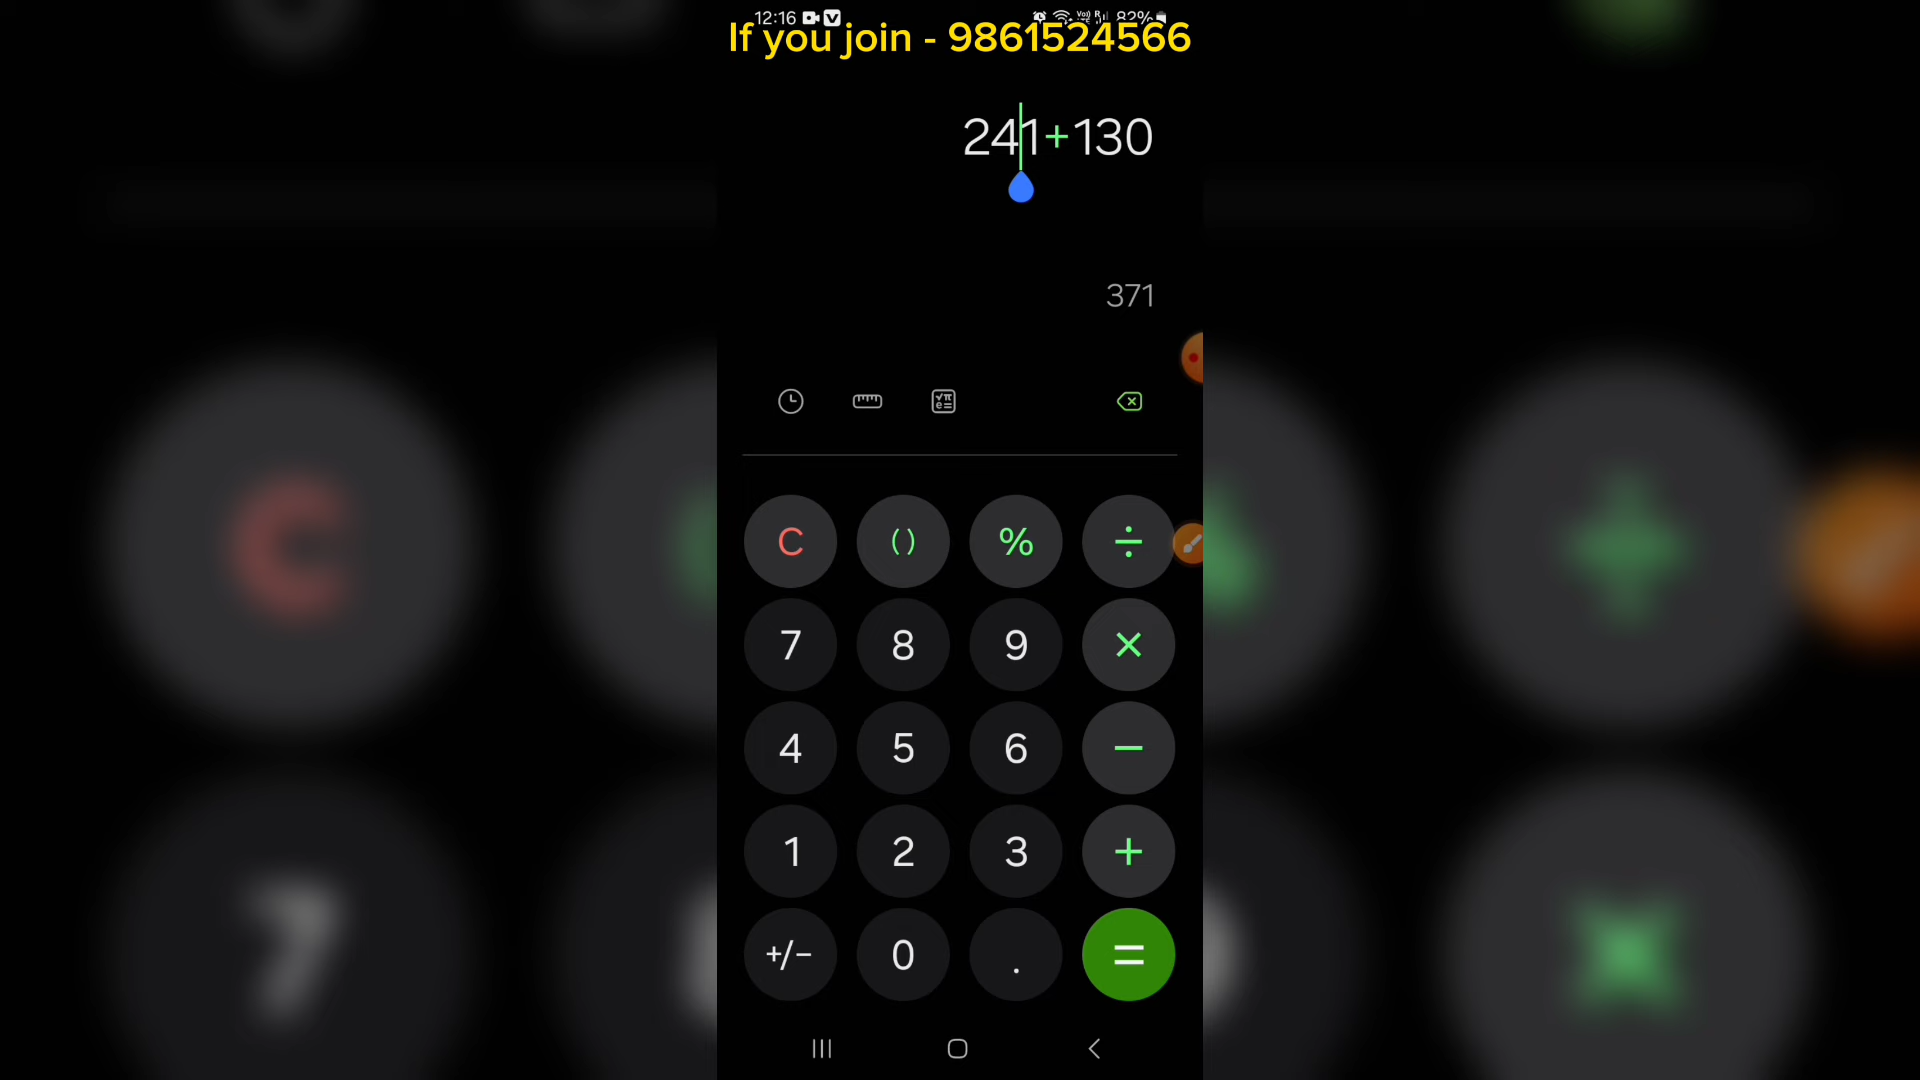 12:16 82%
If you join - 9861524566
241+130
371
C () % ÷
7 8 9 ×
4 5 6 −
1 2 3 +
+/− 0 . =